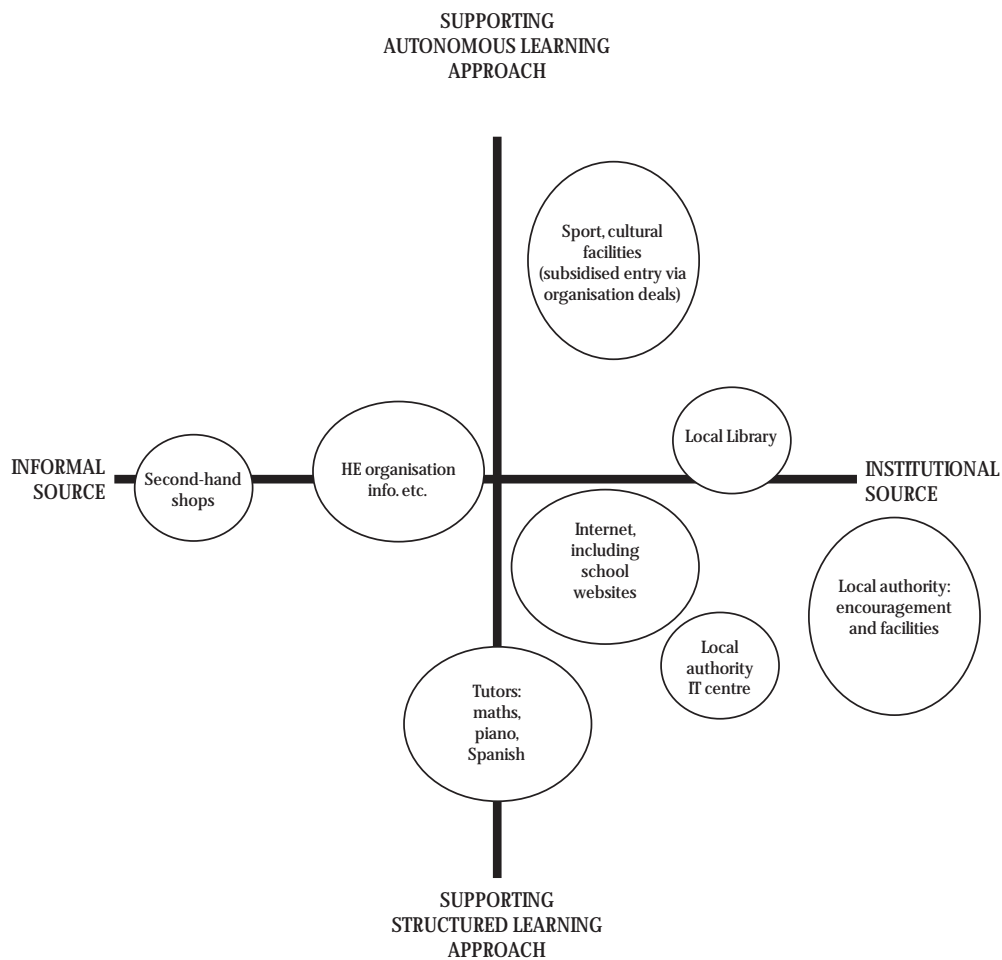 SUPPORTING
AUTONOMOUS LEARNING
APPROACH
Sport, cultural
facilities
(subsidised entry via
organisation deals)
Local Library
INFORMAL
SOURCE
Second-hand
shops
HE organisation
info. etc.
INSTITUTIONAL
SOURCE
Internet,
including
school
websites
Local authority:
encouragement
and facilities
Local
authority
IT centre
Tutors:
maths,
piano,
Spanish
SUPPORTING
STRUCTURED LEARNING
APPROACH